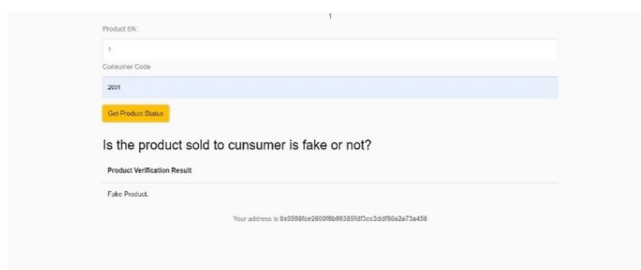 1
Product SN:
1
Consumer Code
2001
Get Product Status
Is the product sold to cunsumer is fake or not?
Product Verification Result
Fake Product.
Your address is